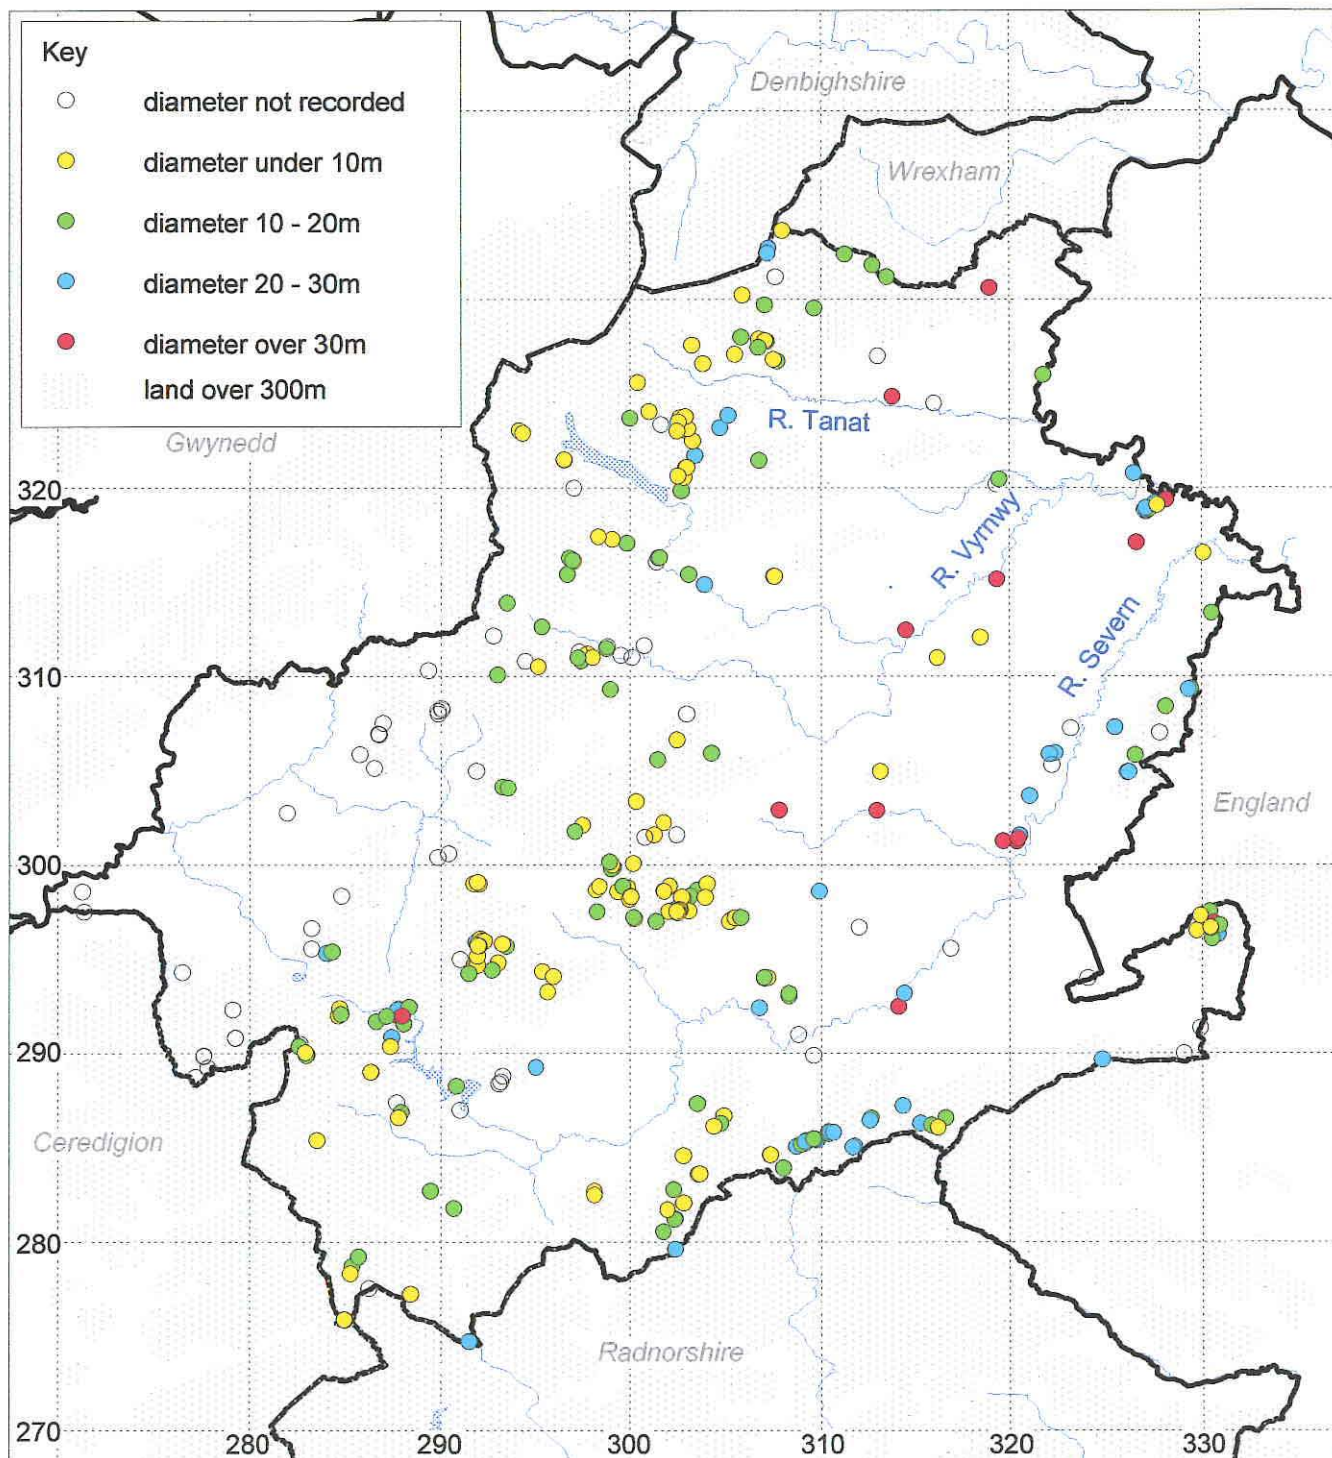 Key
diameter not recorded
diameter under 10m
diameter 10 - 20m
diameter 20 - 30m
diameter over 30m
land over 300m
Denbighshire
Wrexham
Gwynedd
R. Tanat
R. Vyrnwy
R. Severn
England
Ceredigion
Radnorshire
320
310
300
290
280
270
280
290
300
310
320
330